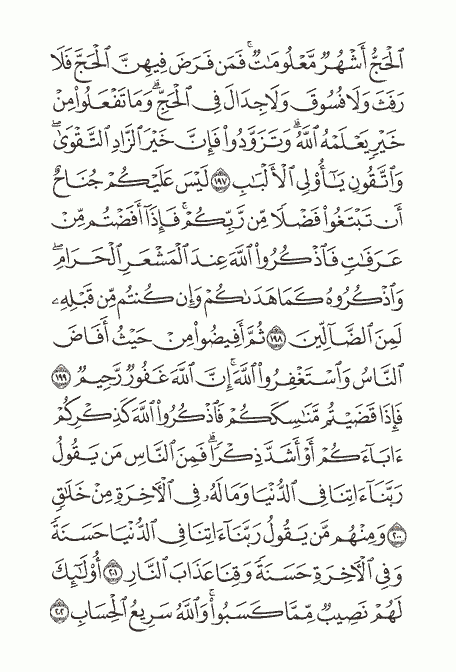 ٱلْحَجُّ أَشْهُرٌ مَّعْلُومَٰتٌ ۚ فَمَن فَرَضَ فِيهِنَّ ٱلْحَجَّ فَلَا
رَفَثَ وَلَا فُسُوقَ وَلَا جِدَالَ فِى ٱلْحَجِّ ۗ وَمَا تَفْعَلُوا۟ مِنْ
خَيْرٍ يَعْلَمْهُ ٱللَّهُ ۗ وَتَزَوَّدُوا۟ فَإِنَّ خَيْرَ ٱلزَّادِ ٱلتَّقْوَىٰ ۚ
وَٱتَّقُونِ يَٰٓأُو۟لِى ٱلْأَلْبَٰبِ ١٩٧ لَيْسَ عَلَيْكُمْ جُنَاحٌ
أَن تَبْتَغُوا۟ فَضْلًا مِّن رَّبِّكُمْ ۚ فَإِذَآ أَفَضْتُم مِّنْ
عَرَفَٰتٍ فَٱذْكُرُوا۟ ٱللَّهَ عِندَ ٱلْمَشْعَرِ ٱلْحَرَامِ ۖ
وَٱذْكُرُوهُ كَمَا هَدَىٰكُمْ وَإِن كُنتُم مِّن قَبْلِهِۦ
لَمِنَ ٱلضَّآلِّينَ ١٩٨ ثُمَّ أَفِيضُوا۟ مِنْ حَيْثُ أَفَاضَ
ٱلنَّاسُ وَٱسْتَغْفِرُوا۟ ٱللَّهَ ۚ إِنَّ ٱللَّهَ غَفُورٌ رَّحِيمٌ ١٩٩
فَإِذَا قَضَيْتُم مَّنَٰسِكَكُمْ فَٱذْكُرُوا۟ ٱللَّهَ كَذِكْرِكُمْ
ءَابَآءَكُمْ أَوْ أَشَدَّ ذِكْرًا ۗ فَمِنَ ٱلنَّاسِ مَن يَقُولُ
رَبَّنَآ ءَاتِنَا فِى ٱلدُّنْيَا وَمَا لَهُۥ فِى ٱلْءَاخِرَةِ مِنْ خَلَٰقٍ
٢٠٠ وَمِنْهُم مَّن يَقُولُ رَبَّنَآ ءَاتِنَا فِى ٱلدُّنْيَا حَسَنَةً
وَفِى ٱلْءَاخِرَةِ حَسَنَةً وَقِنَا عَذَابَ ٱلنَّارِ ٢٠١ أُو۟لَٰٓئِكَ
لَهُمْ نَصِيبٌ مِّمَّا كَسَبُوا۟ ۚ وَٱللَّهُ سَرِيعُ ٱلْحِسَابِ ٢٠٢